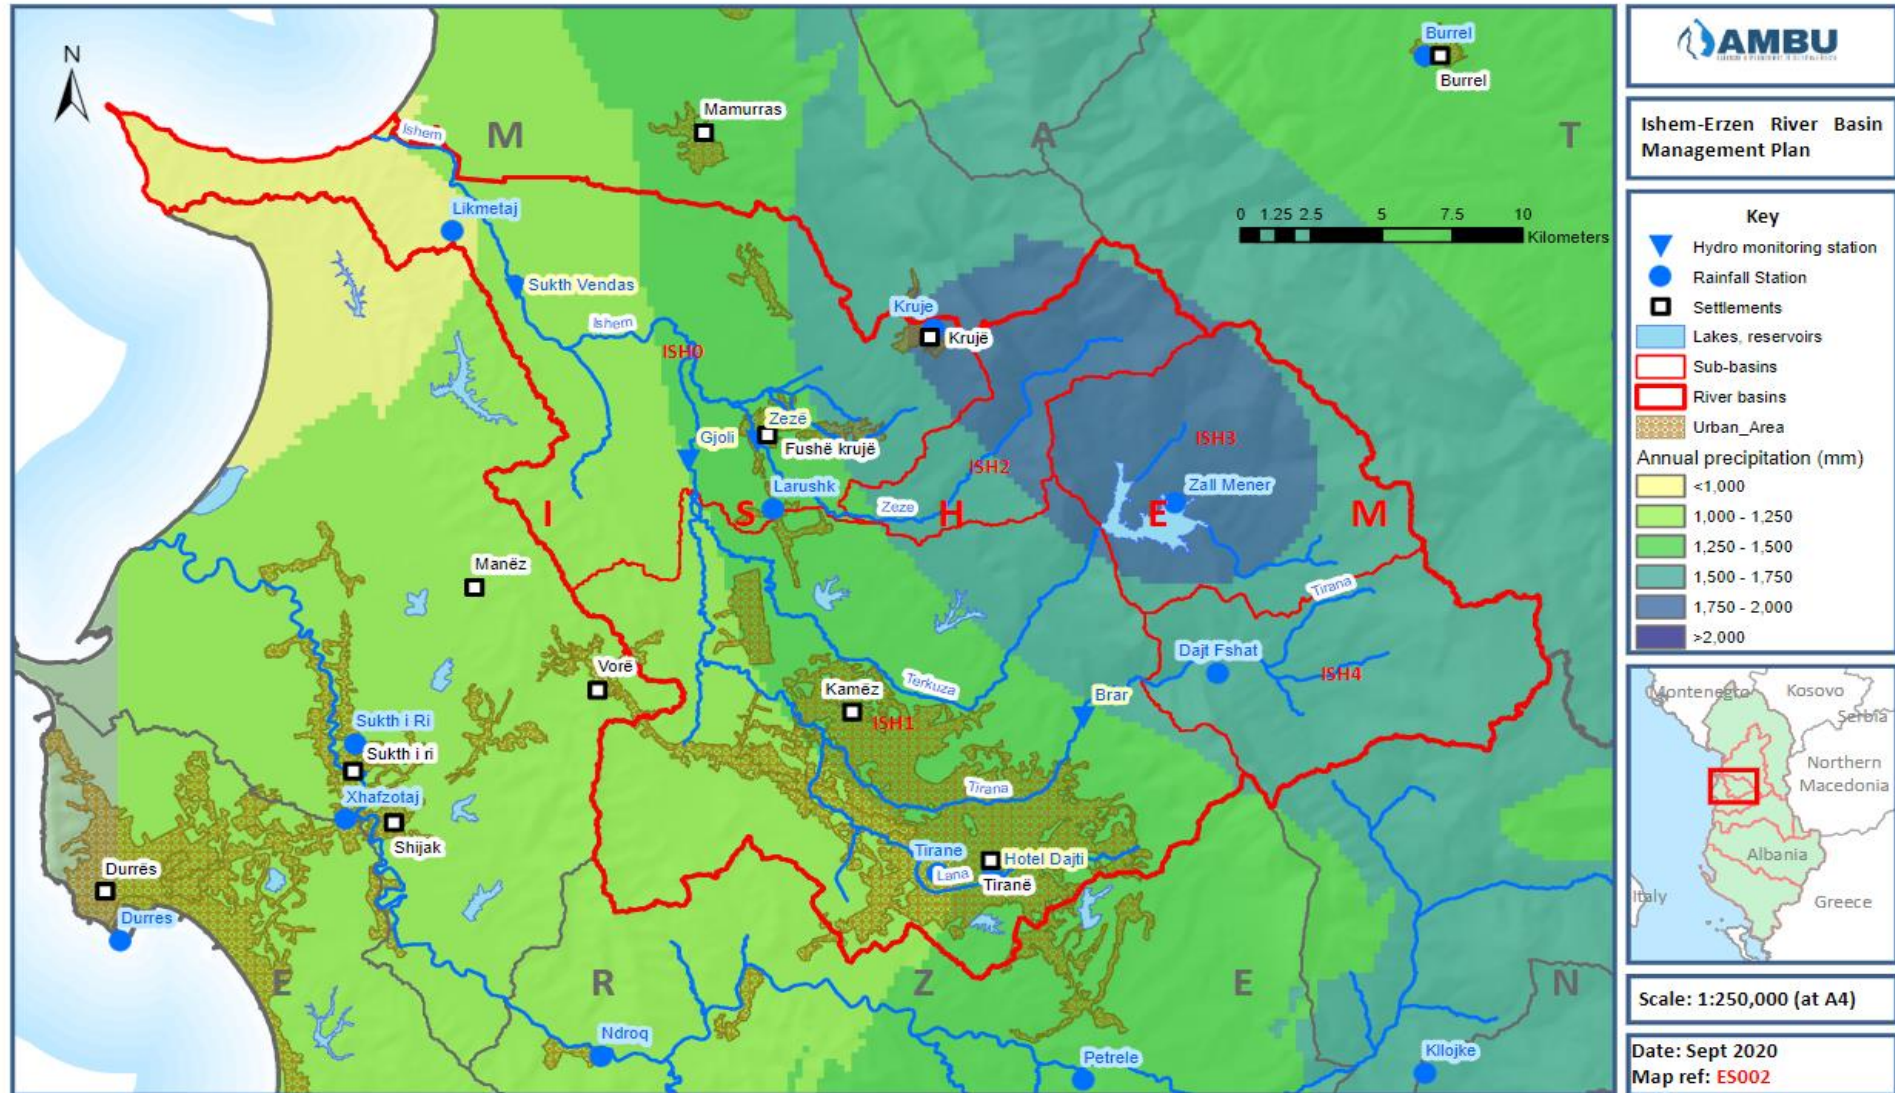 N
M
A
T
I
S
H
E
M
E
R
Z
E
N
Burrel
Burrel
Mamurras
Ishem
Likmetaj
0 1.25 2.5 5 7.5 10
Kilometers
Sukth Vendas
Ishem
ISH0
Kruje
Krujë
Zezë
Fushë krujë
Gjoli
ISH2
ISH3
Larushk
Zeze
Zall Mener
Manëz
Tirana
Vorë
Dajt Fshat
ISH4
Terkuza
Brar
Kamëz
ISH1
Sukth i Ri
Sukth i ri
Tirana
Xhafzotaj
Shijak
Tirane
Hotel Dajti
Lana
Tiranë
Durrës
Durres
Ndroq
Petrele
Kllojke
AMBU
Ishem-Erzen River Basin
Management Plan
Key
Hydro monitoring station
Rainfall Station
Settlements
Lakes, reservoirs
Sub-basins
River basins
Urban_Area
Annual precipitation (mm)
<1,000
1,000 - 1,250
1,250 - 1,500
1,500 - 1,750
1,750 - 2,000
>2,000
Montenegro
Kosovo
Serbia
Northern
Macedonia
Albania
Italy
Greece
Scale: 1:250,000 (at A4)
Date: Sept 2020
Map ref: ES002